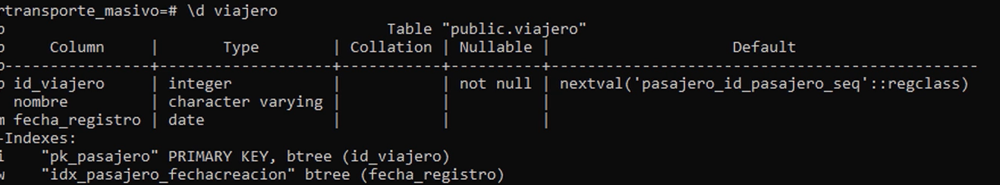 rtransporte_masivo=# \d viajero
p Table "public.viajero"
p Column | Type | Collation | Nullable | Default
p----------------+-------------------+-----------+----------+-----------------------------------------------
p id_viajero | integer | | not null | nextval('pasajero_id_pasajero_seq'::regclass)
nombre | character varying | | |
m fecha_registro | date | | |
-Indexes:
i "pk_pasajero" PRIMARY KEY, btree (id_viajero)
w "idx_pasajero_fechacreacion" btree (fecha_registro)